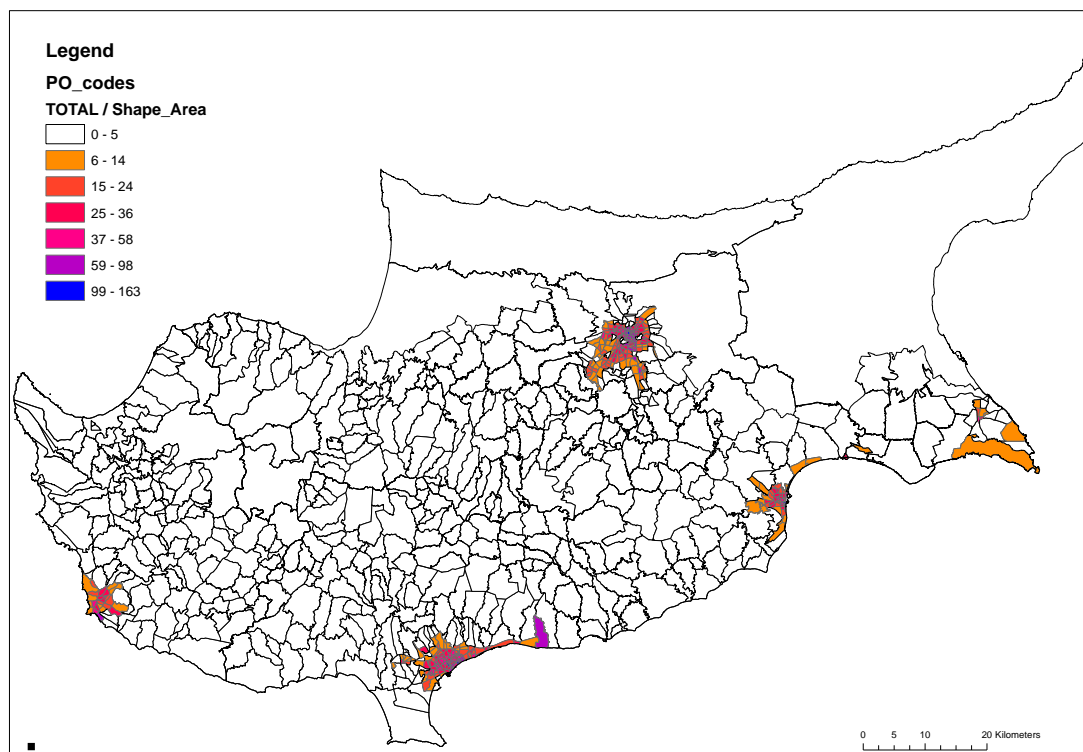 Legend
PO_codes
TOTAL / Shape_Area
0 - 5
6 - 14
15 - 24
25 - 36
37 - 58
59 - 98
99 - 163
0 5 10 20 Kilometers